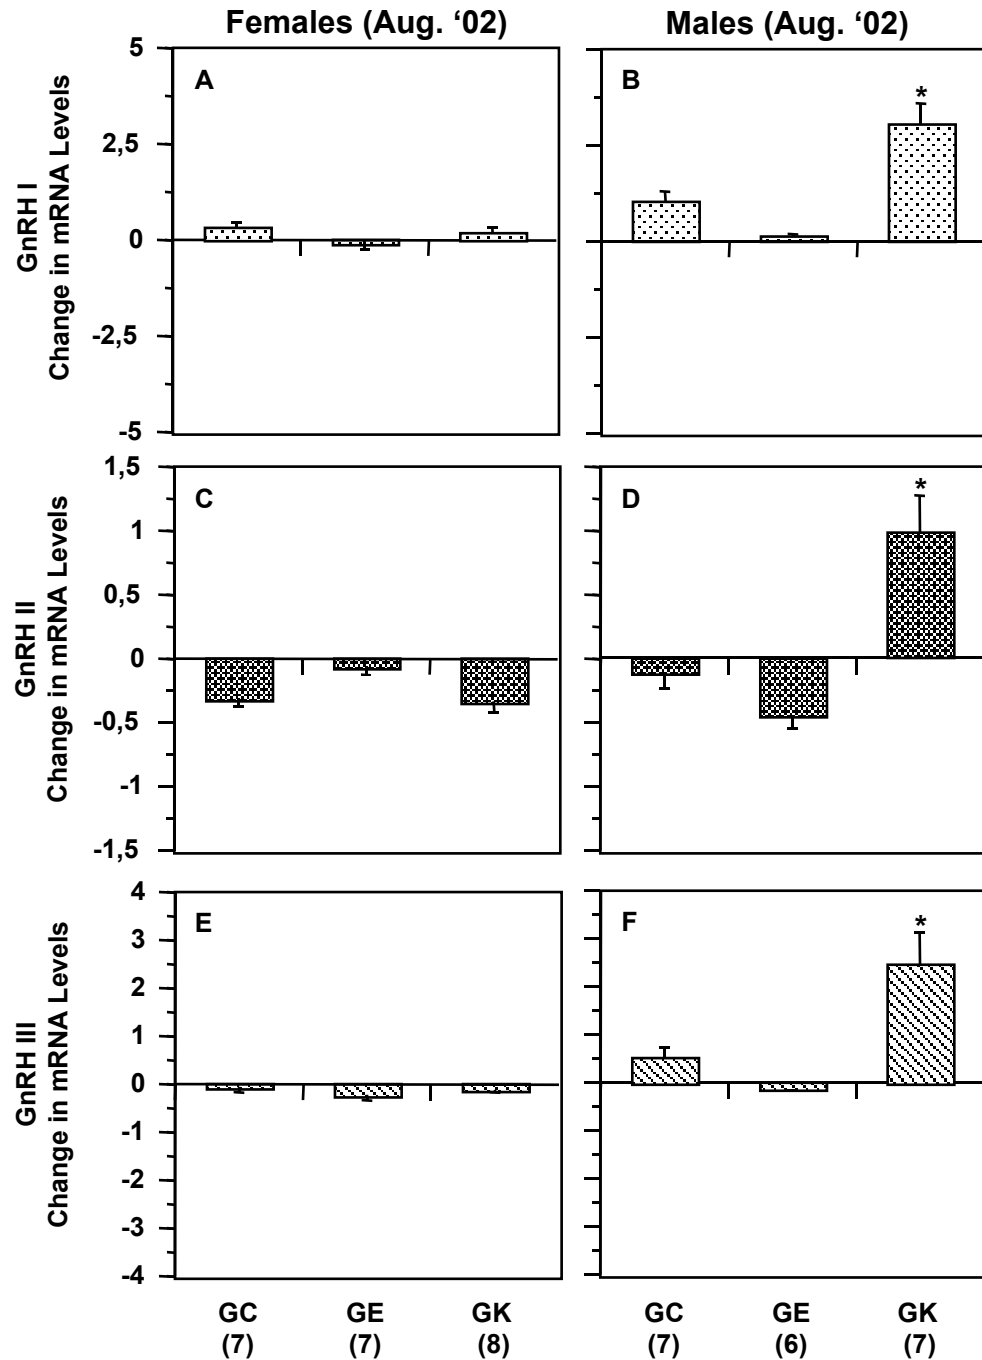 Females (Aug. ‘02)
Males (Aug. ‘02)
GnRH I
Change in mRNA Levels
5
2,5
0
-2,5
-5
A
B
*
GnRH II
Change in mRNA Levels
1,5
1
0,5
0
-0,5
-1
-1,5
C
D
*
GnRH III
Change in mRNA Levels
4
3
2
1
0
-1
-2
-3
-4
E
F
*
GC GE GK GC GE GK
(7) (7) (8) (7) (6) (7)